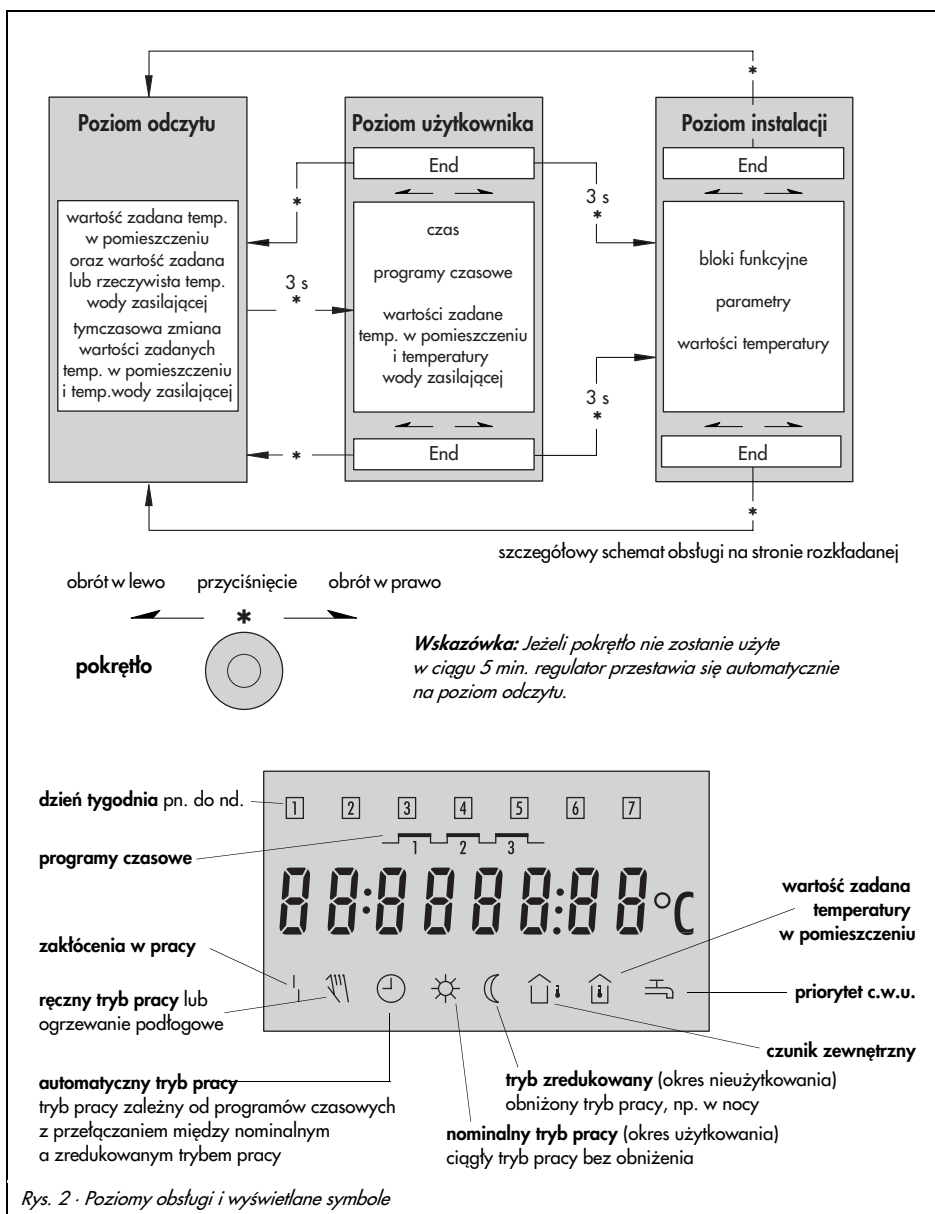 *
Poziom odczytu
wartość zadana temp.
w pomieszczeniu
oraz wartość zadana
lub rzeczywista temp.
wody zasilającej
tymczasowa zmiana
wartości zadanych
temp. w pomieszczeniu
i temp.wody zasilającej
*
3 s
*
*
Poziom użytkownika
End
czas
programy czasowe
wartości zadane
temp. w pomieszczeniu
i temperatury
wody zasilającej
End
3 s
*
3 s
*
Poziom instalacji
End
bloki funkcyjne
parametry
wartości temperatury
End
*
szczegółowy schemat obsługi na stronie rozkładanej
obrót w lewo przyciśnięcie obrót w prawo
*
pokrętło
Wskazówka: Jeżeli pokrętło nie zostanie użyte
w ciągu 5 min. regulator przestawia się automatycznie
na poziom odczytu.
dzień tygodnia pn. do nd.
1 2 3 4 5 6 7
programy czasowe
1 2 3
88:8888:88°C
wartość zadana
temperatury
w pomieszczeniu
zakłócenia w pracy
ręczny tryb pracy lub
ogrzewanie podłogowe
priorytet c.w.u.
czunik zewnętrzny
automatyczny tryb pracy
tryb pracy zależny od programów czasowych
z przełączaniem między nominalnym
a zredukowanym trybem pracy
tryb zredukowany (okres nieużytkowania)
obniżony tryb pracy, np. w nocy
nominalny tryb pracy (okres użytkowania)
ciągły tryb pracy bez obniżenia
Rys. 2 · Poziomy obsługi i wyświetlane symbole